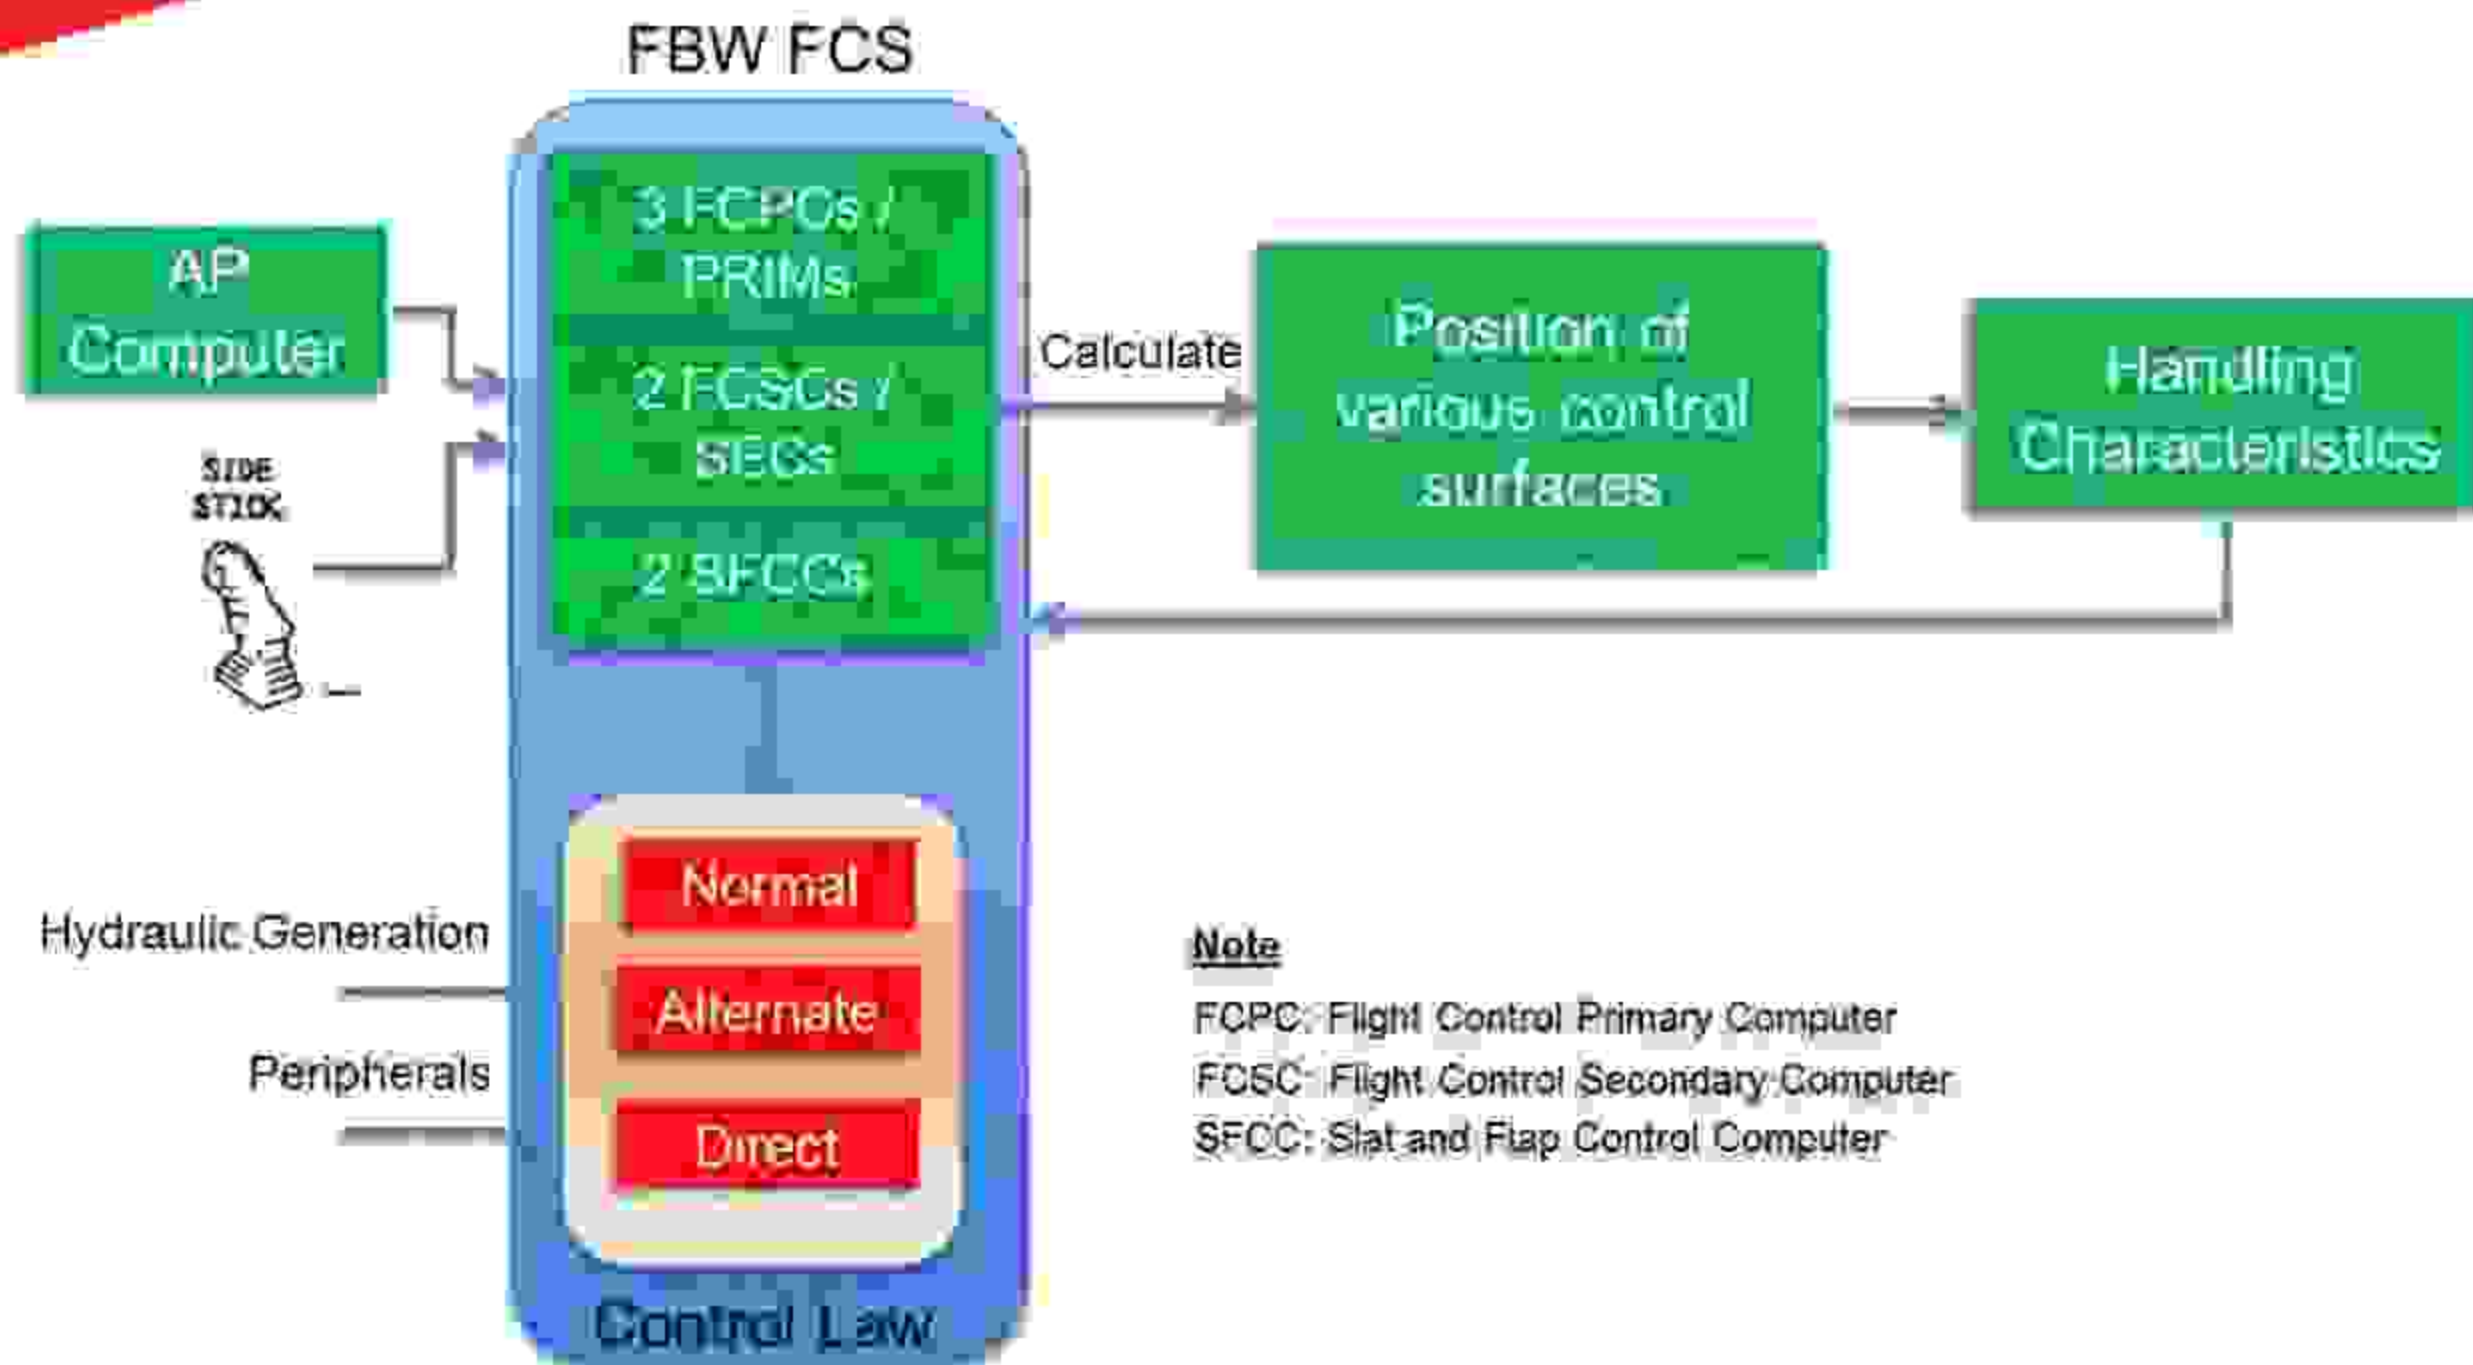 FBW FCS
3 FCPCs /
PRIMs
AP
Computer
2 FCSCs /
SECs
Calculate
Position of
various control
surfaces
Handling
Characteristics
SIDE
STICK
2 SFCCs
Normal
Hydraulic Generation
Alternate
Peripherals
Direct
Control Law
Note
FCPC: Flight Control Primary Computer
FCSC: Flight Control Secondary Computer
SFCC: Slat and Flap Control Computer